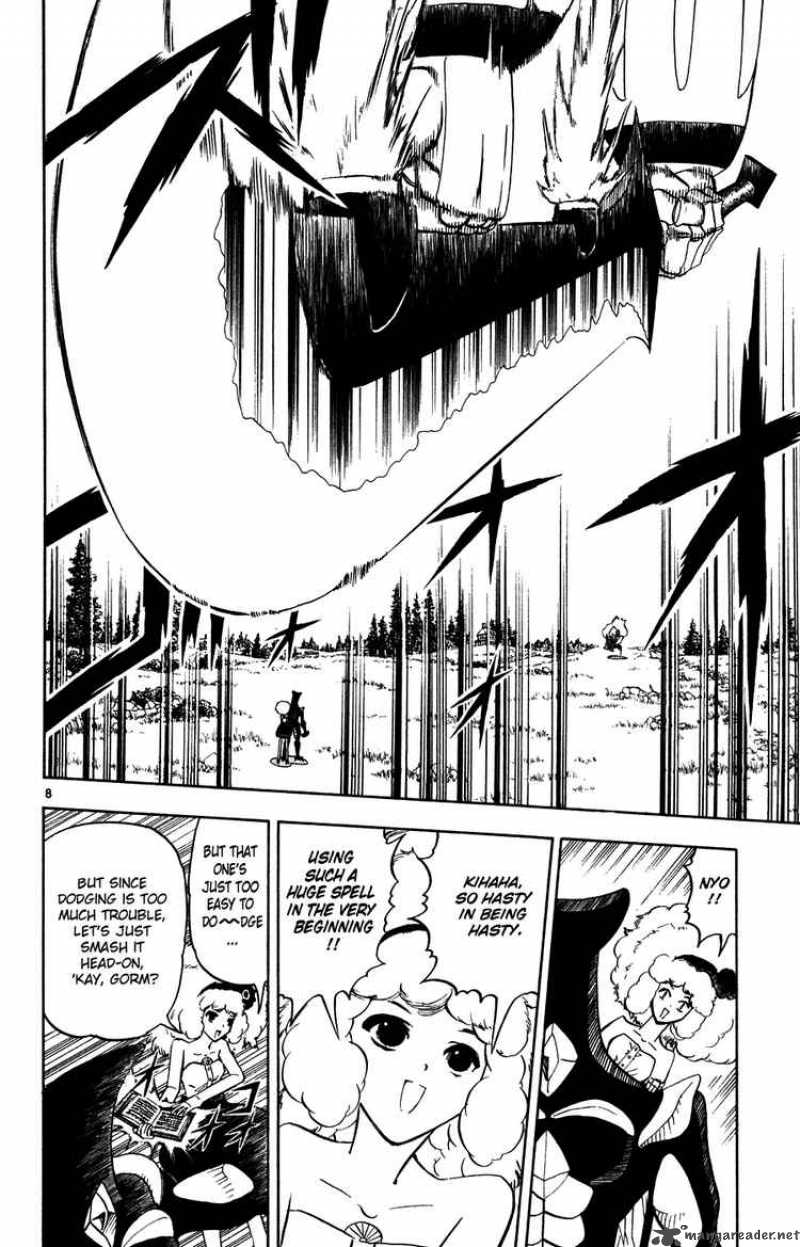 8
NYO
!!
KIHAHA,
SO HASTY
IN BEING
HASTY.
USING
SUCH A
HUGE SPELL
IN THE VERY
BEGINNING
!!
BUT THAT
ONE'S
JUST TOO
EASY TO
DO~~DGE
...
BUT SINCE
DODGING IS TOO
MUCH TROUBLE,
LET'S JUST
SMASH IT
HEAD-ON,
'KAY, GORM?
mangareader.net